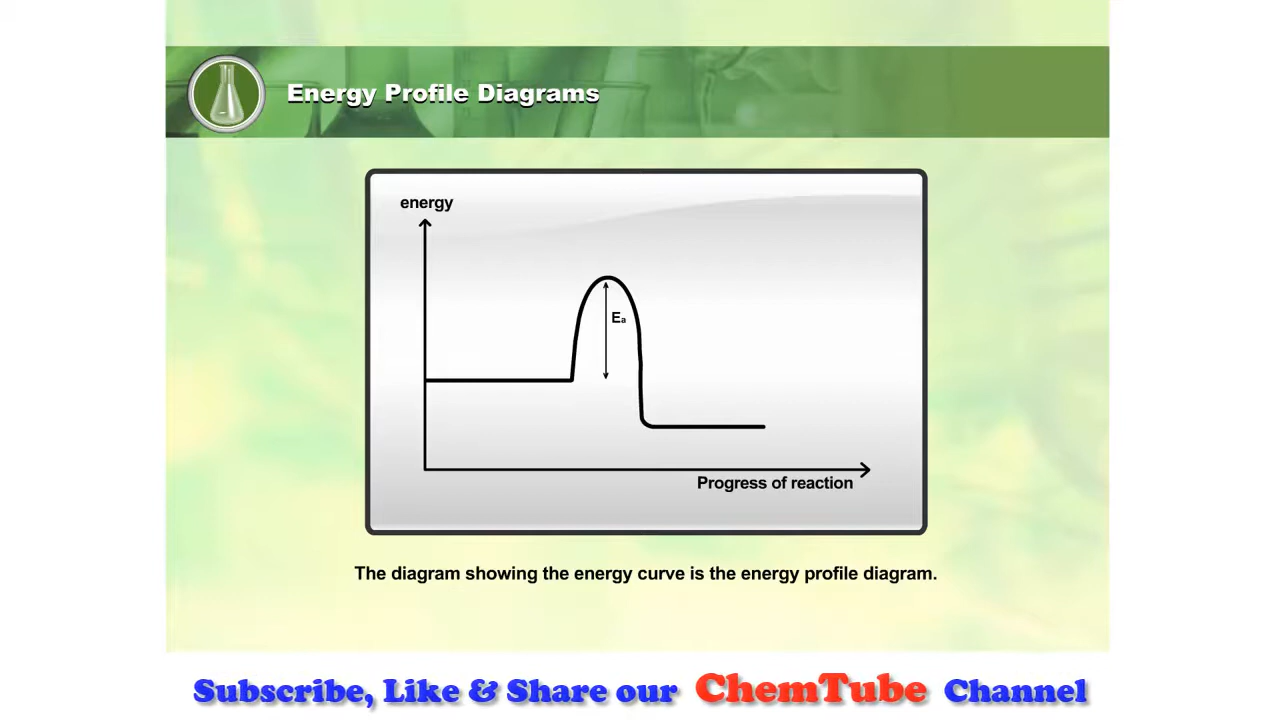 Energy Profile Diagrams
energy
Eₐ
Progress of reaction
The diagram showing the energy curve is the energy profile diagram.
Subscribe, Like & Share our ChemTube Channel